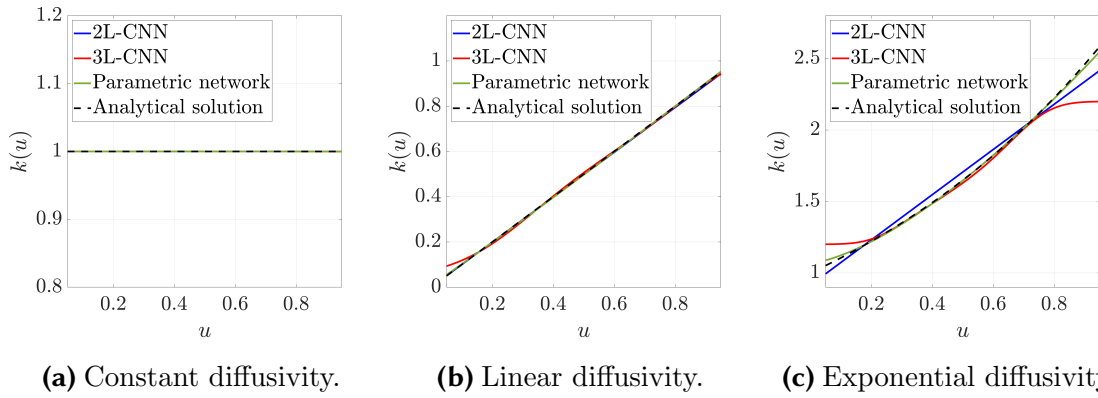 1.2
1.1
1
0.9
0.8
k(u)
0.2 0.4 0.6 0.8
u
2L-CNN
3L-CNN
Parametric network
Analytical solution
(a) Constant diffusivity.
1
0.8
0.6
0.4
0.2
0
k(u)
0.2 0.4 0.6 0.8
u
2L-CNN
3L-CNN
Parametric network
Analytical solution
(b) Linear diffusivity.
2.5
2
1.5
1
k(u)
0.2 0.4 0.6 0.8
u
2L-CNN
3L-CNN
Parametric network
Analytical solution
(c) Exponential diffusivity